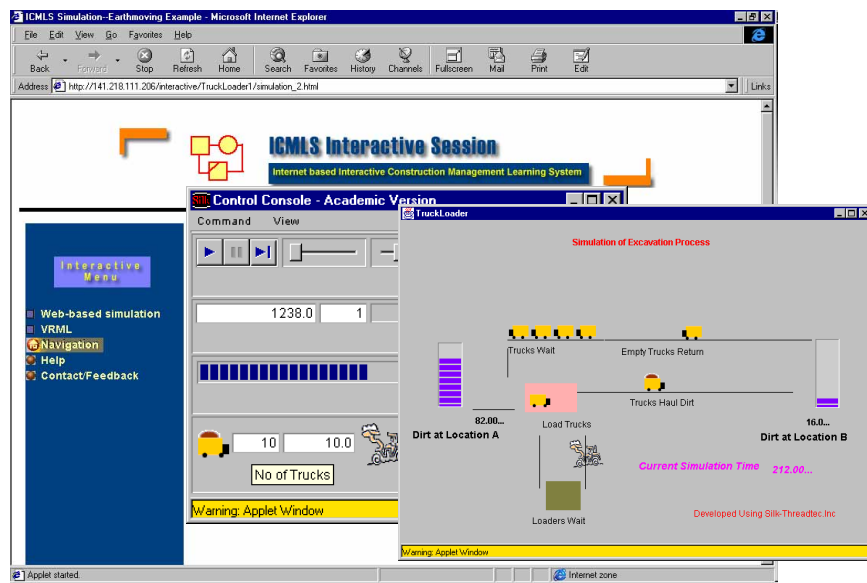 ICMLS Simulation--Earthmoving Example - Microsoft Internet Explorer
File Edit View Go Favorites Help
Back Forward Stop Refresh Home Search Favorites History Channels Fullscreen Mail Print Edit
Address http://141.218.111.206/interactive/TruckLoader1/simulation_2.html Links
ICMLS Interactive Session
Internet based Interactive Construction Management Learning System
Interactive
Menu
Web-based simulation
VRML
Navigation
Help
Contact/Feedback
Silk Control Console - Academic Version
Command View
1238.0 1
10 10.0
No of Trucks
Warning: Applet Window
TruckLoader
Simulation of Excavation Process
Trucks Wait Empty Trucks Return
Trucks Haul Dirt
82.00... Load Trucks 16.0...
Dirt at Location A Dirt at Location B
Current Simulation Time 212.00...
Loaders Wait
Developed Using Silk-Threadtec.Inc
Warning: Applet Window
Applet started. Internet zone